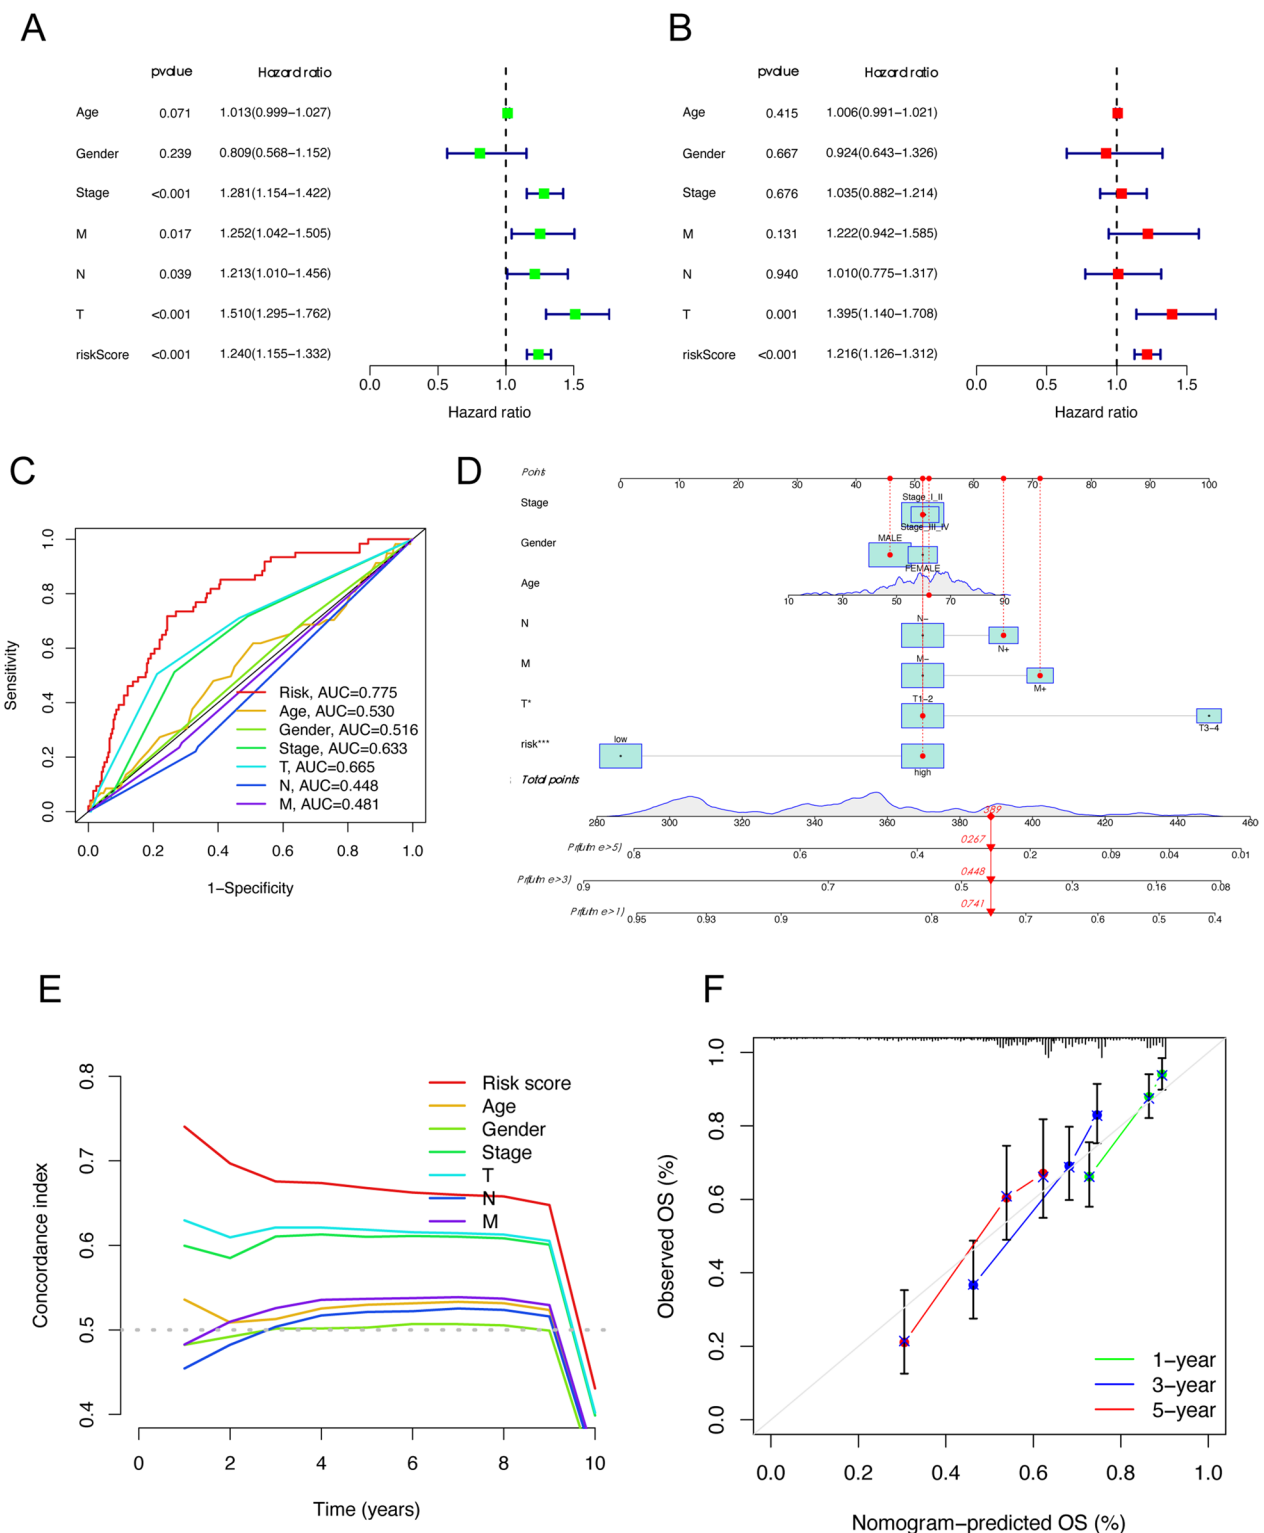 A
pvalue Hazard ratio
Age 0.071 1.013(0.999−1.027)
Gender 0.239 0.809(0.568−1.152)
Stage <0.001 1.281(1.154−1.422)
M 0.017 1.252(1.042−1.505)
N 0.039 1.213(1.010−1.456)
T <0.001 1.510(1.295−1.762)
riskScore <0.001 1.240(1.155−1.332)
0.0 0.5 1.0 1.5
Hazard ratio
B
pvalue Hazard ratio
Age 0.415 1.006(0.991−1.021)
Gender 0.667 0.924(0.643−1.326)
Stage 0.676 1.035(0.882−1.214)
M 0.131 1.222(0.942−1.585)
N 0.940 1.010(0.775−1.317)
T 0.001 1.395(1.140−1.708)
riskScore <0.001 1.216(1.126−1.312)
0.0 0.5 1.0 1.5
Hazard ratio
C
Sensitivity
1.0
0.8
0.6
0.4
0.2
0.0
Risk, AUC=0.775
Age, AUC=0.530
Gender, AUC=0.516
Stage, AUC=0.633
T, AUC=0.665
N, AUC=0.448
M, AUC=0.481
0.0 0.2 0.4 0.6 0.8 1.0
1−Specificity
D
Points
0 10 20 30 40 50 60 70 80 90 100
Stage
Stage_I_II
Stage_III_IV
Gender
MALE
FEMALE
Age
10 30 50 70 90
N
N−
N+
M
M−
M+
T*
T1−2
T3−4
risk***
low
high
Total points
389
280 300 320 340 360 380 400 420 440 460
0.267
Pr(futime>5)
0.8 0.6 0.4 0.2 0.09 0.04 0.01
0.448
Pr(futime>3)
0.9 0.7 0.5 0.3 0.16 0.08
0.741
Pr(futime>1)
0.95 0.93 0.9 0.8 0.7 0.6 0.5 0.4
E
Concordance index
0.8
0.7
0.6
0.5
0.4
Risk score
Age
Gender
Stage
T
N
M
0 2 4 6 8 10
Time (years)
F
Observed OS (%)
1.0
0.8
0.6
0.4
0.2
0.0
1−year
3−year
5−year
0.0 0.2 0.4 0.6 0.8 1.0
Nomogram−predicted OS (%)